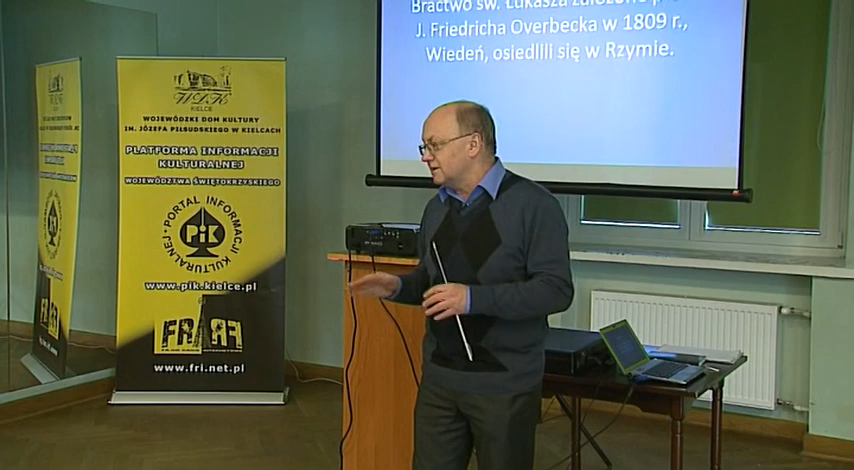 Bractwo św. Łukasza założone p
J. Friedricha Overbecka w 1809 r.,
Wiedeń, osiedlili się w Rzymie.
WDK
KIELCE
WOJEWÓDZKI DOM KULTURY
IM. JÓZEFA PIŁSUDSKIEGO W KIELCACH
PLATFORMA INFORMACJI
KULTURALNEJ
WOJEWÓDZTWA ŚWIĘTOKRZYSKIEGO
PORTAL INFORMACJI KULTURALNEJ
PiK
www.pik.kielce.pl
www.fri.net.pl